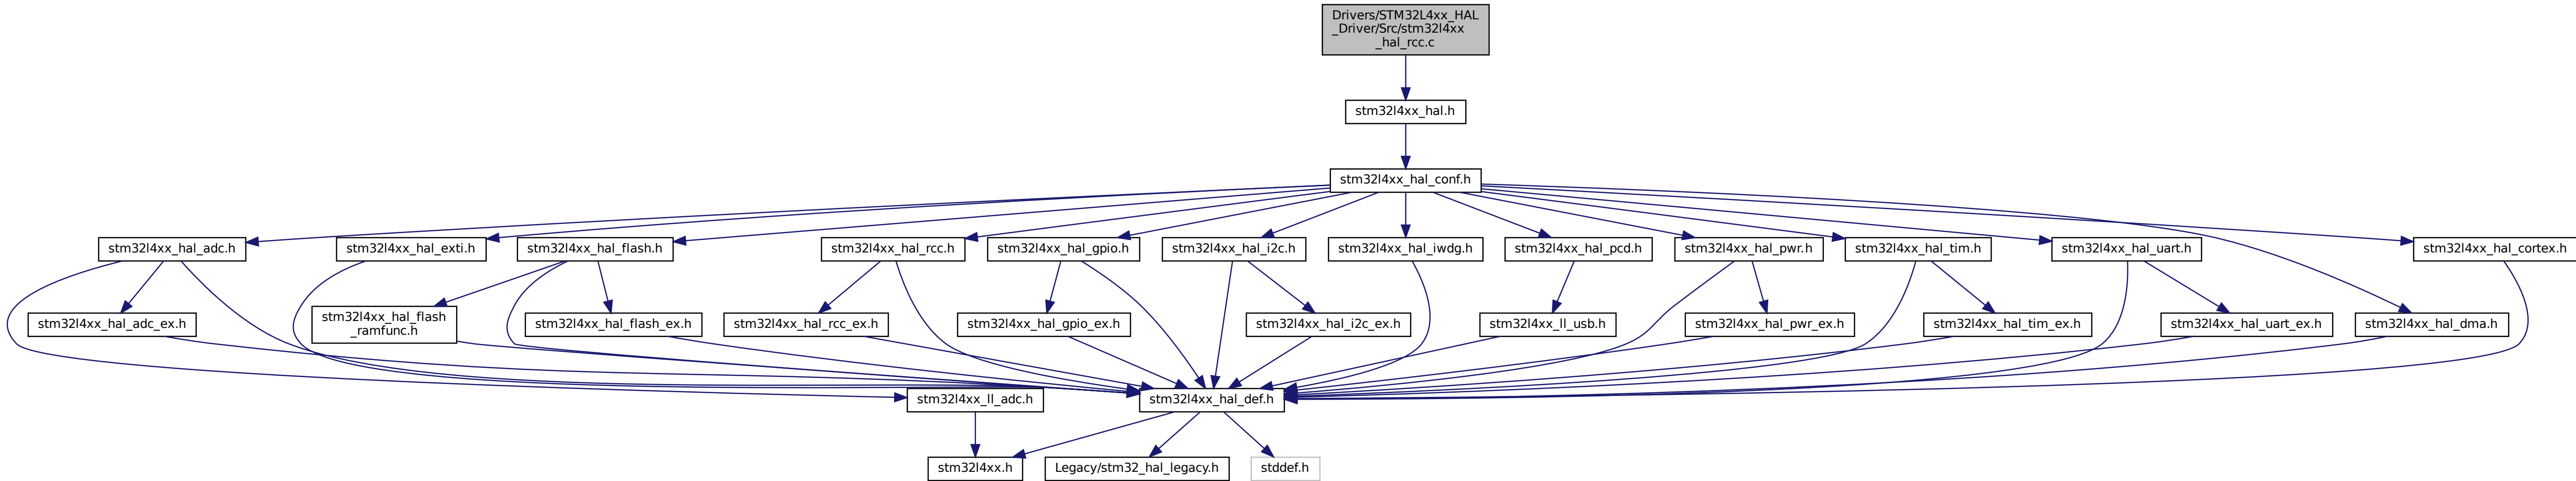 Drivers/STM32L4xx_HAL
_Driver/Src/stm32l4xx
_hal_rcc.c
stm32l4xx_hal.h
stm32l4xx_hal_conf.h
stm32l4xx_hal_adc.h
stm32l4xx_hal_exti.h
stm32l4xx_hal_flash.h
stm32l4xx_hal_rcc.h
stm32l4xx_hal_gpio.h
stm32l4xx_hal_i2c.h
stm32l4xx_hal_iwdg.h
stm32l4xx_hal_pcd.h
stm32l4xx_hal_pwr.h
stm32l4xx_hal_tim.h
stm32l4xx_hal_uart.h
stm32l4xx_hal_cortex.h
stm32l4xx_hal_adc_ex.h
stm32l4xx_hal_flash
_ramfunc.h
stm32l4xx_hal_flash_ex.h
stm32l4xx_hal_rcc_ex.h
stm32l4xx_hal_gpio_ex.h
stm32l4xx_hal_i2c_ex.h
stm32l4xx_ll_usb.h
stm32l4xx_hal_pwr_ex.h
stm32l4xx_hal_tim_ex.h
stm32l4xx_hal_uart_ex.h
stm32l4xx_hal_dma.h
stm32l4xx_ll_adc.h
stm32l4xx_hal_def.h
stm32l4xx.h
Legacy/stm32_hal_legacy.h
stddef.h